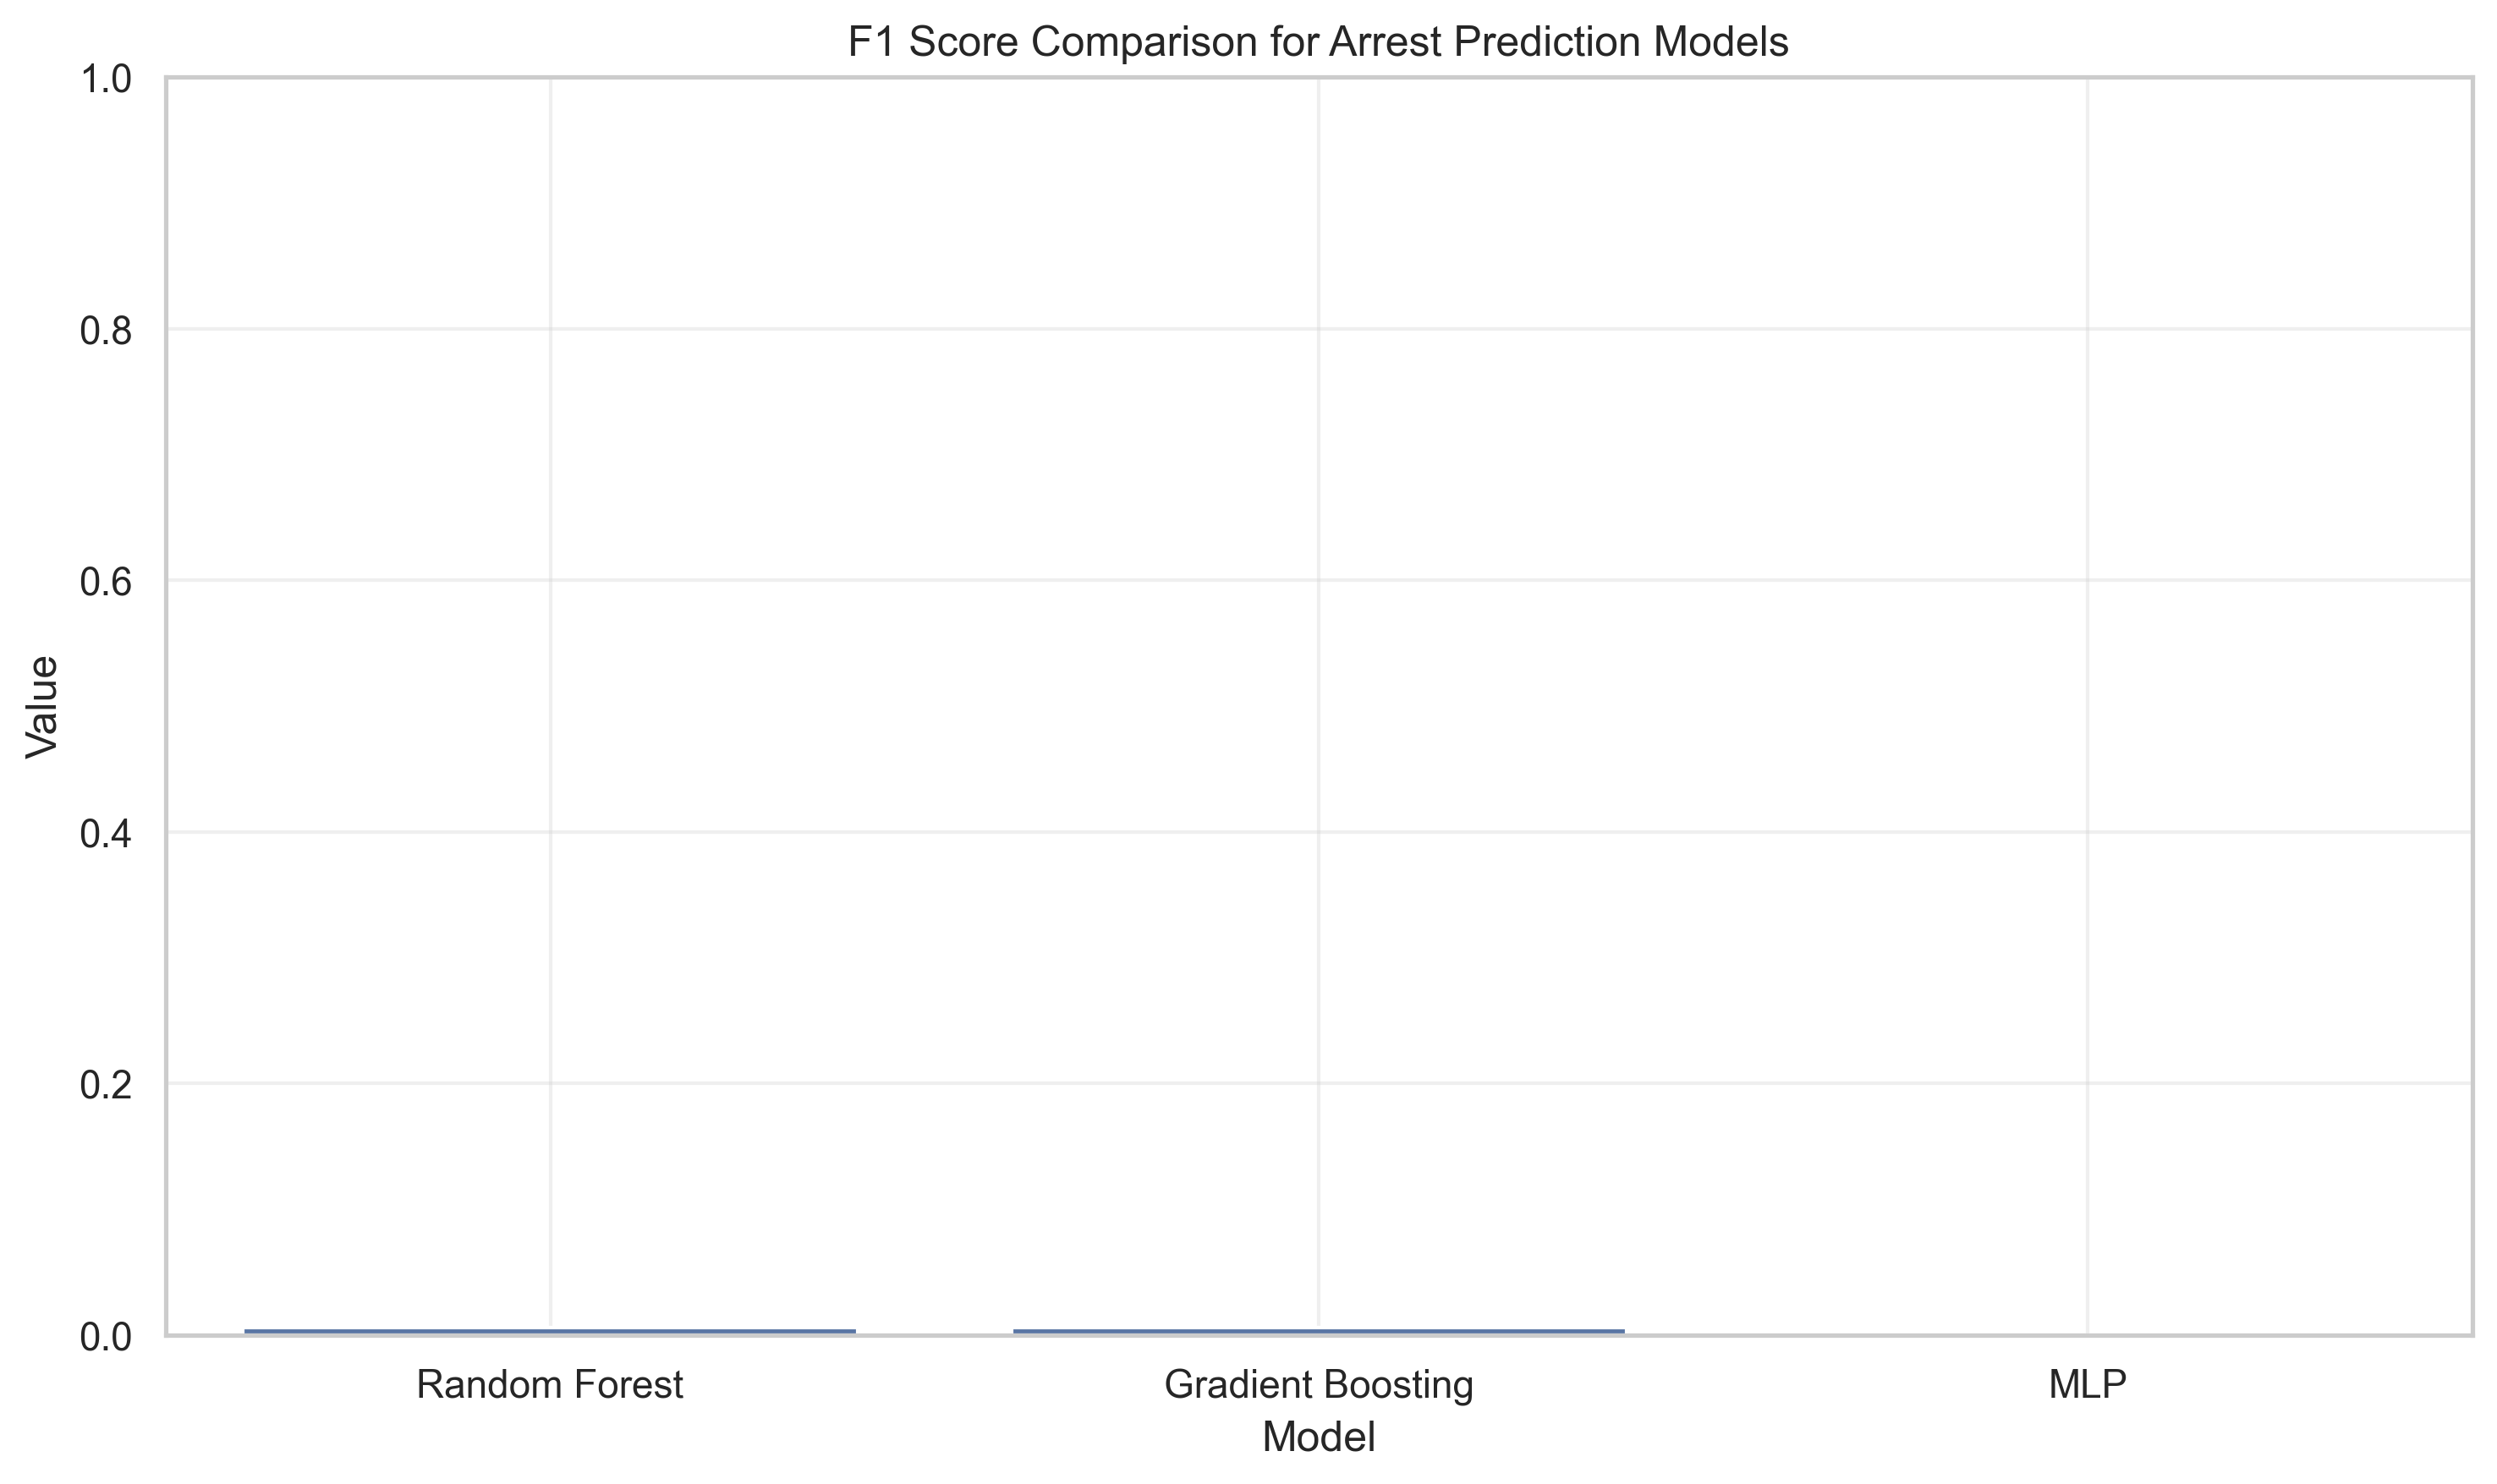 F1 Score Comparison for Arrest Prediction Models
1.0
0.8
0.6
0.4
0.2
0.0
Value
Random Forest
Gradient Boosting
MLP
Model